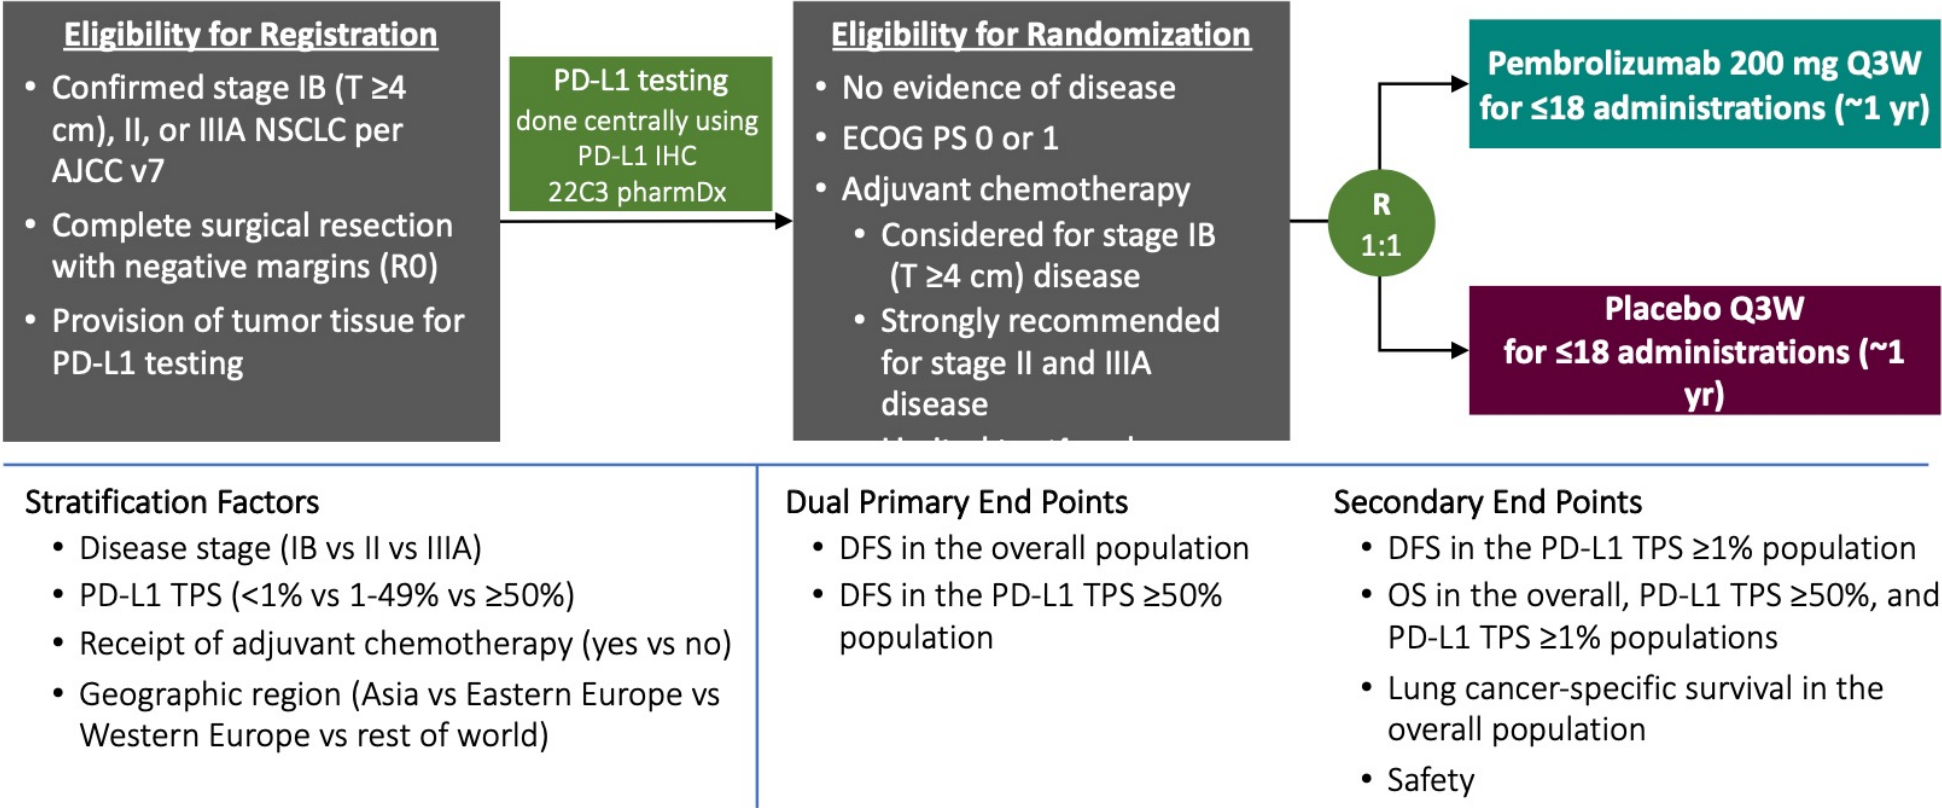 Eligibility for Registration
• Confirmed stage IB (T ≥4
cm), II, or IIIA NSCLC per
AJCC v7
• Complete surgical resection
with negative margins (R0)
• Provision of tumor tissue for
PD-L1 testing
PD-L1 testing
done centrally using
PD-L1 IHC
22C3 pharmDx
Eligibility for Randomization
• No evidence of disease
• ECOG PS 0 or 1
• Adjuvant chemotherapy
• Considered for stage IB
(T ≥4 cm) disease
• Strongly recommended
for stage II and IIIA
disease
R
1:1
Pembrolizumab 200 mg Q3W
for ≤18 administrations (~1 yr)
Placebo Q3W
for ≤18 administrations (~1
yr)
Stratification Factors
• Disease stage (IB vs II vs IIIA)
• PD-L1 TPS (<1% vs 1-49% vs ≥50%)
• Receipt of adjuvant chemotherapy (yes vs no)
• Geographic region (Asia vs Eastern Europe vs
Western Europe vs rest of world)
Dual Primary End Points
• DFS in the overall population
• DFS in the PD-L1 TPS ≥50%
population
Secondary End Points
• DFS in the PD-L1 TPS ≥1% population
• OS in the overall, PD-L1 TPS ≥50%, and
PD-L1 TPS ≥1% populations
• Lung cancer-specific survival in the
overall population
• Safety